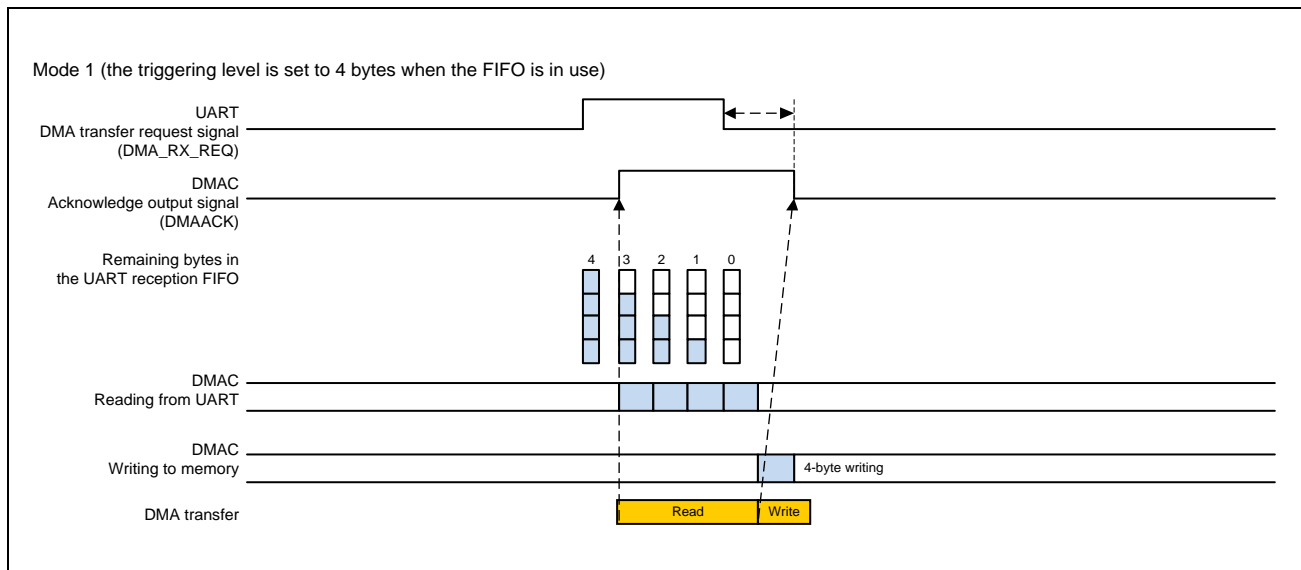 Mode 1 (the triggering level is set to 4 bytes when the FIFO is in use)
UART
DMA transfer request signal
(DMA_RX_REQ)
DMAC
Acknowledge output signal
(DMAACK)
Remaining bytes in
the UART reception FIFO
4 3 2 1 0
DMAC
Reading from UART
DMAC
Writing to memory
4-byte writing
DMA transfer
Read
Write